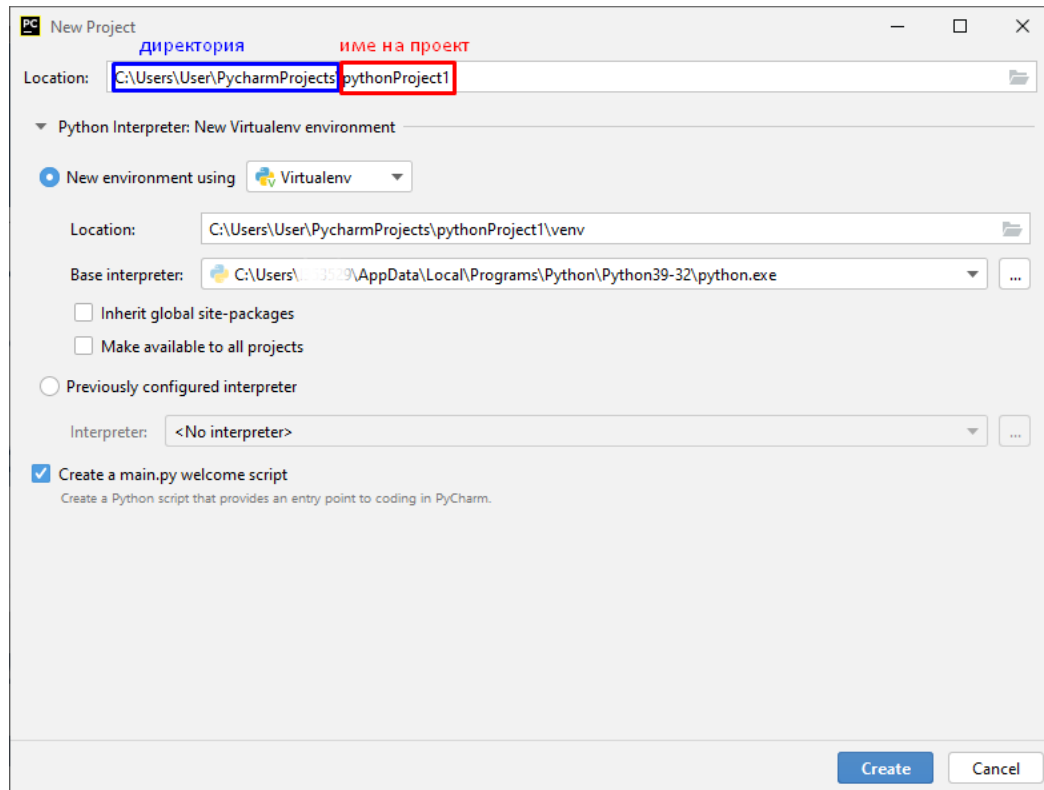 PC New Project
директория име на проект
Location: C:\Users\User\PycharmProjects\pythonProject1
Python Interpreter: New Virtualenv environment
New environment using Virtualenv
Location: C:\Users\User\PycharmProjects\pythonProject1\venv
Base interpreter: C:\Users\ \AppData\Local\Programs\Python\Python39-32\python.exe ...
Inherit global site-packages
Make available to all projects
Previously configured interpreter
Interpreter: <No interpreter> ...
Create a main.py welcome script
Create a Python script that provides an entry point to coding in PyCharm.
Create Cancel